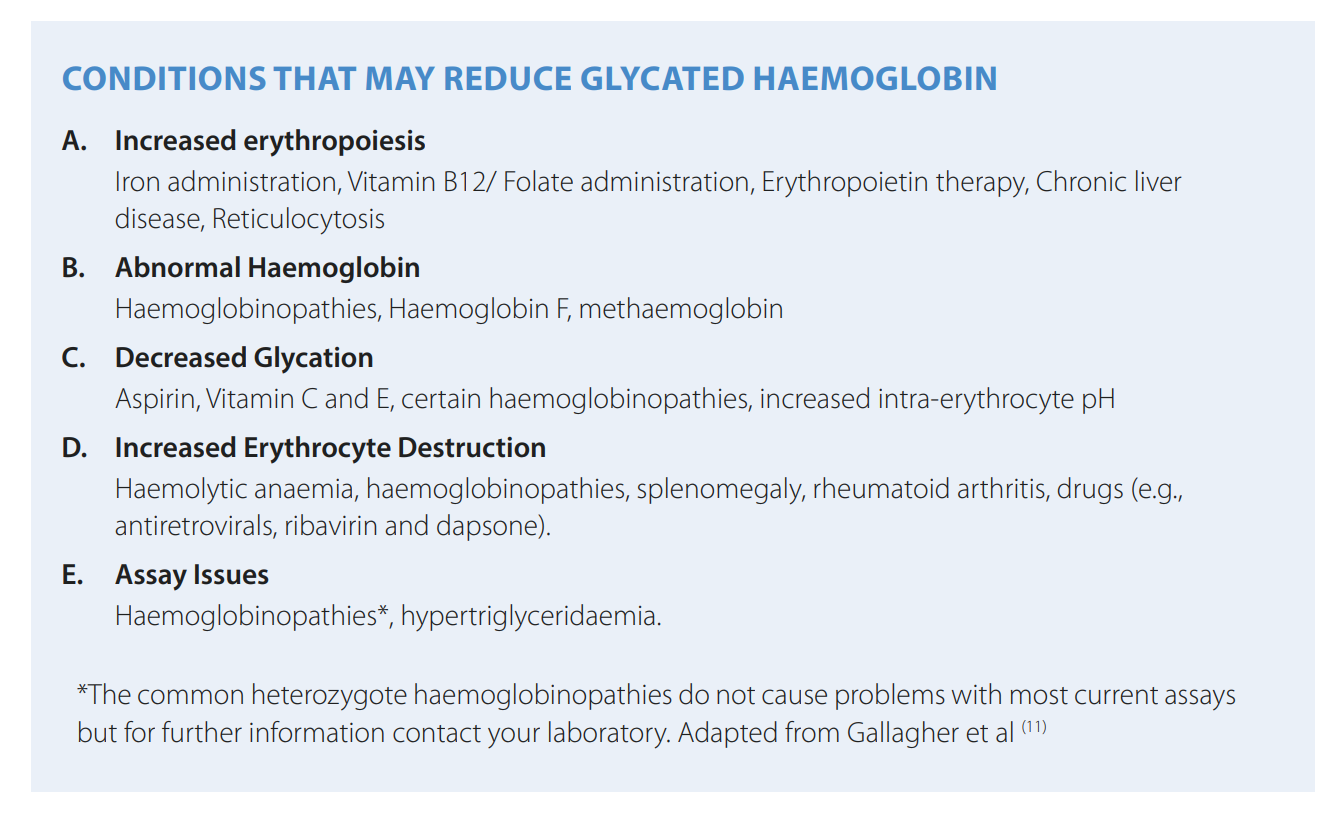 CONDITIONS THAT MAY REDUCE GLYCATED HAEMOGLOBIN
A. Increased erythropoiesis
Iron administration, Vitamin B12/ Folate administration, Erythropoietin therapy, Chronic liver
disease, Reticulocytosis
B. Abnormal Haemoglobin
Haemoglobinopathies, Haemoglobin F, methaemoglobin
C. Decreased Glycation
Aspirin, Vitamin C and E, certain haemoglobinopathies, increased intra-erythrocyte pH
D. Increased Erythrocyte Destruction
Haemolytic anaemia, haemoglobinopathies, splenomegaly, rheumatoid arthritis, drugs (e.g.,
antiretrovirals, ribavirin and dapsone).
E. Assay Issues
Haemoglobinopathies*, hypertriglyceridaemia.
*The common heterozygote haemoglobinopathies do not cause problems with most current assays
but for further information contact your laboratory. Adapted from Gallagher et al (11)